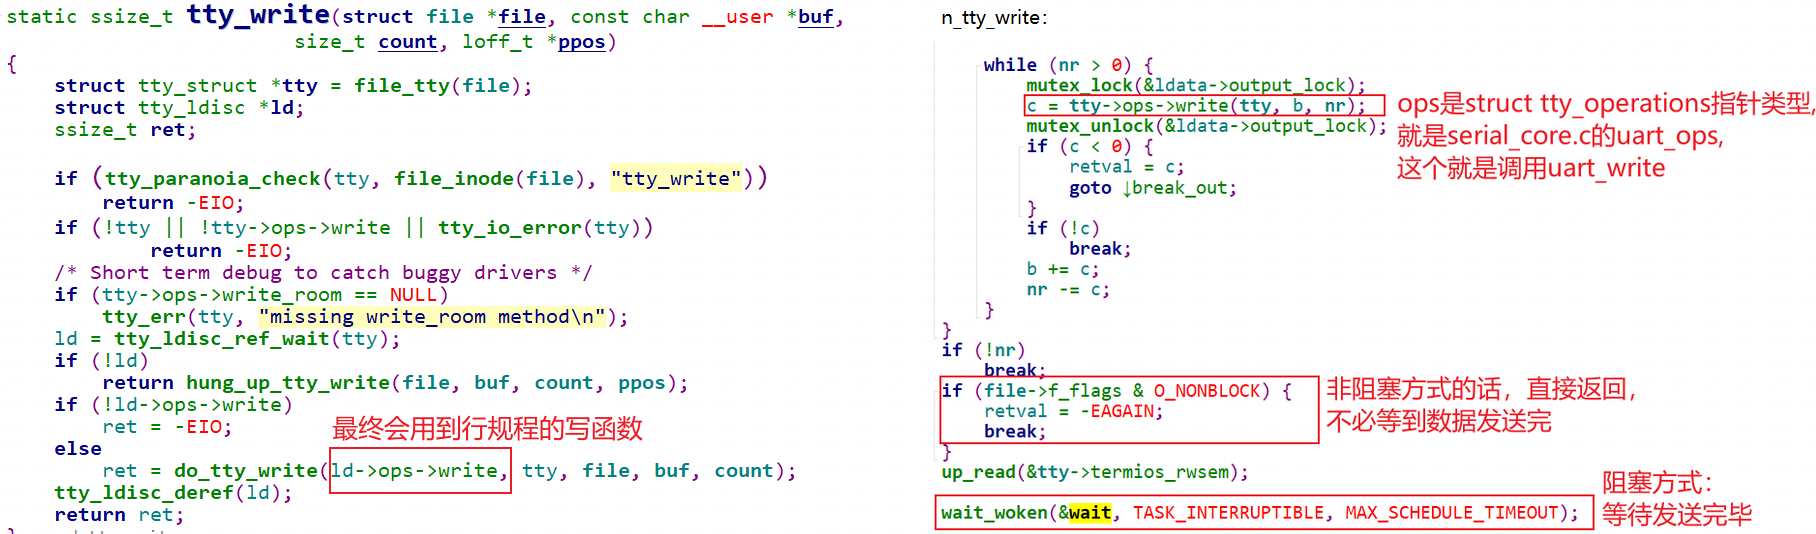 static ssize_t tty_write(struct file *file, const char __user *buf,
                        size_t count, loff_t *ppos)
{
    struct tty_struct *tty = file_tty(file);
    struct tty_ldisc *ld;
    ssize_t ret;

    if (tty_paranoia_check(tty, file_inode(file), "tty_write"))
        return -EIO;
    if (!tty || !tty->ops->write || tty_io_error(tty))
            return -EIO;
    /* Short term debug to catch buggy drivers */
    if (tty->ops->write_room == NULL)
        tty_err(tty, "missing write_room method\n");
    ld = tty_ldisc_ref_wait(tty);
    if (!ld)
        return hung_up_tty_write(file, buf, count, ppos);
    if (!ld->ops->write)
        ret = -EIO;
最终会用到行规程的写函数
    else
        ret = do_tty_write(ld->ops->write, tty, file, buf, count);
    tty_ldisc_deref(ld);
    return ret;
n_tty_write:
    while (nr > 0) {
        mutex_lock(&ldata->output_lock);
        c = tty->ops->write(tty, b, nr);
        mutex_unlock(&ldata->output_lock);
        if (c < 0) {
            retval = c;
            goto ↓break_out;
        }
        if (!c)
            break;
        b += c;
        nr -= c;
    }
}
if (!nr)
    break;
if (file->f_flags & O_NONBLOCK) {
    retval = -EAGAIN;
    break;
}
up_read(&tty->termios_rwsem);
wait_woken(&wait, TASK_INTERRUPTIBLE, MAX_SCHEDULE_TIMEOUT);
ops是struct tty_operations指针类型,
就是serial_core.c的uart_ops,
这个就是调用uart_write
非阻塞方式的话，直接返回，
不必等到数据发送完
阻塞方式：
等待发送完毕